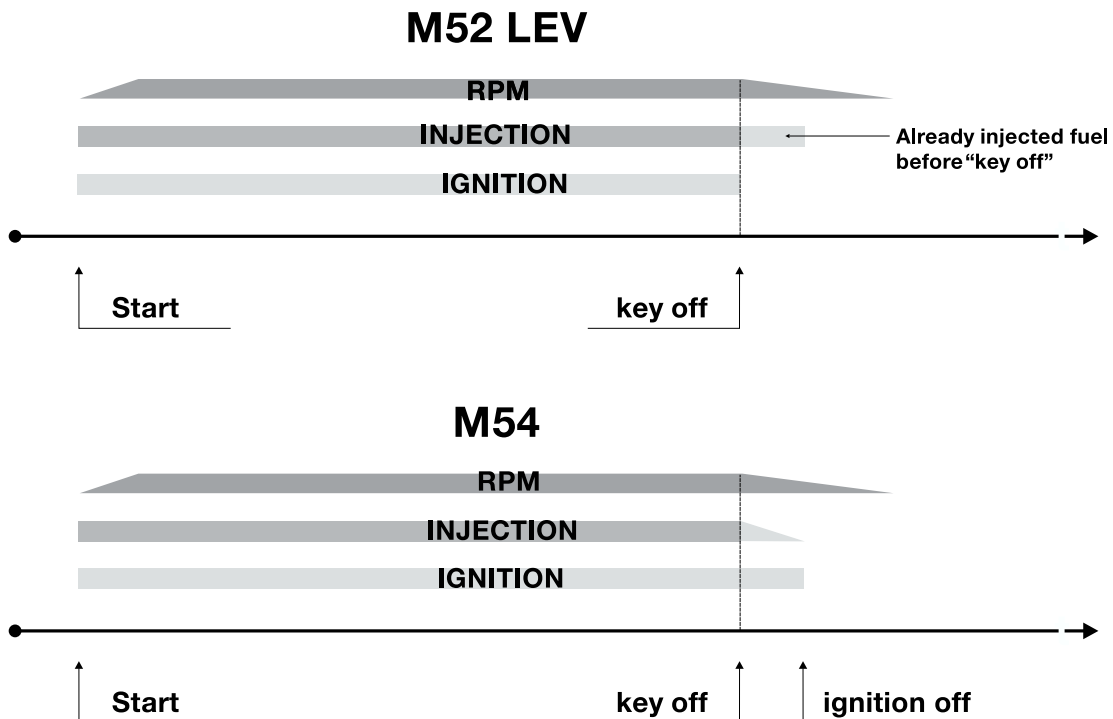 M52 LEV
RPM
INJECTION
Already injected fuel
before “key off”
IGNITION
Start
key off
M54
RPM
INJECTION
IGNITION
Start
key off
ignition off